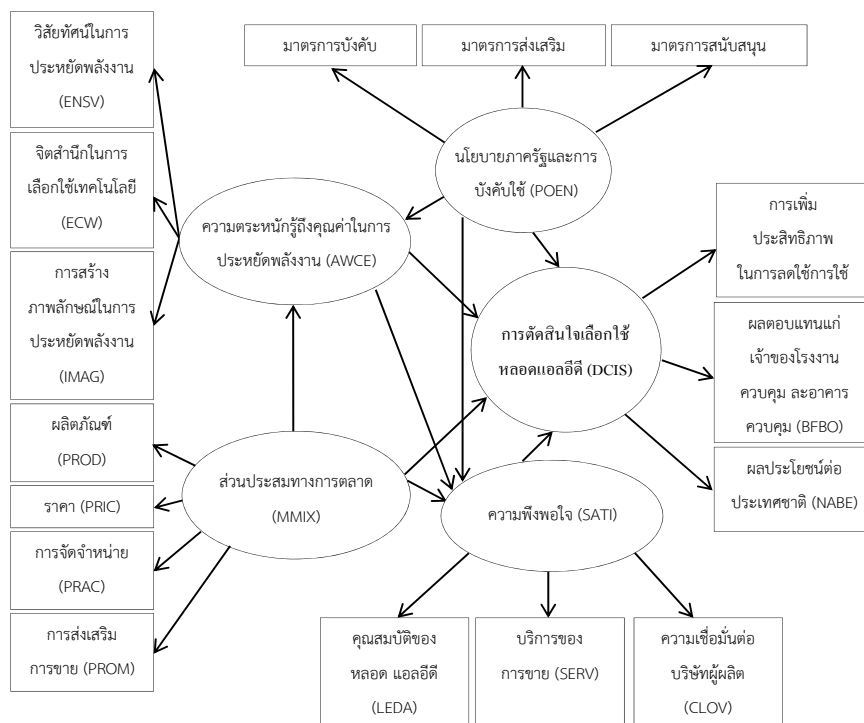 วิสัยทัศน์ในการ
ประหยัดพลังงาน
(ENSV)
จิตสำนึกในการ
เลือกใช้เทคโนโลยี
(ECW)
การสร้าง
ภาพลักษณ์ในการ
ประหยัดพลังงาน
(IMAG)
ผลิตภัณฑ์
(PROD)
ราคา (PRIC)
การจัดจำหน่าย
(PRAC)
การส่งเสริม
การขาย (PROM)
มาตรการบังคับ
มาตรการส่งเสริม
มาตรการสนับสนุน
นโยบายภาครัฐและการ
บังคับใช้ (POEN)
ความตระหนักรู้ถึงคุณค่าในการ
ประหยัดพลังงาน (AWCE)
การตัดสินใจเลือกใช้
หลอดแอลอีดี (DCIS)
ส่วนประสมทางการตลาด
(MMIX)
ความพึงพอใจ (SATI)
การเพิ่ม
ประสิทธิภาพ
ในการลดใช้การใช้
ผลตอบแทนแก่
เจ้าของโรงงาน
ควบคุม ละอาคาร
ควบคุม (BFBO)
ผลประโยชน์ต่อ
ประเทศชาติ (NABE)
คุณสมบัติของ
หลอด แอลอีดี
(LEDA)
บริการของ
การขาย (SERV)
ความเชื่อมั่นต่อ
บริษัทผู้ผลิต
(CLOV)